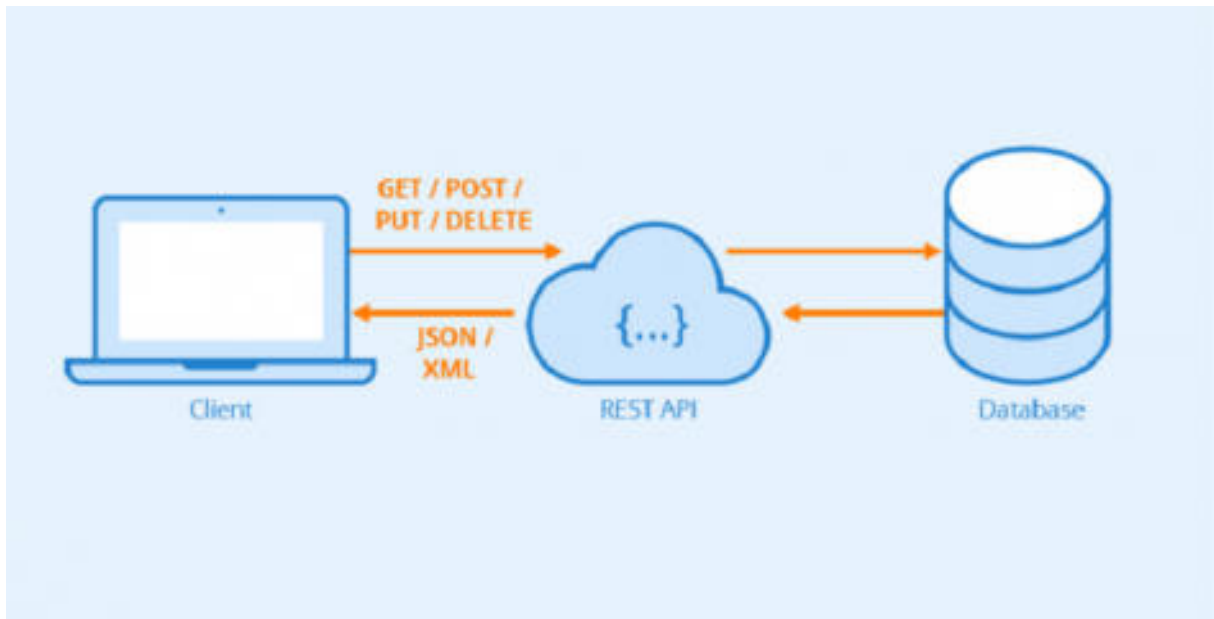 GET / POST /
PUT / DELETE
JSON /
XML
{...}
Client
REST API
Database